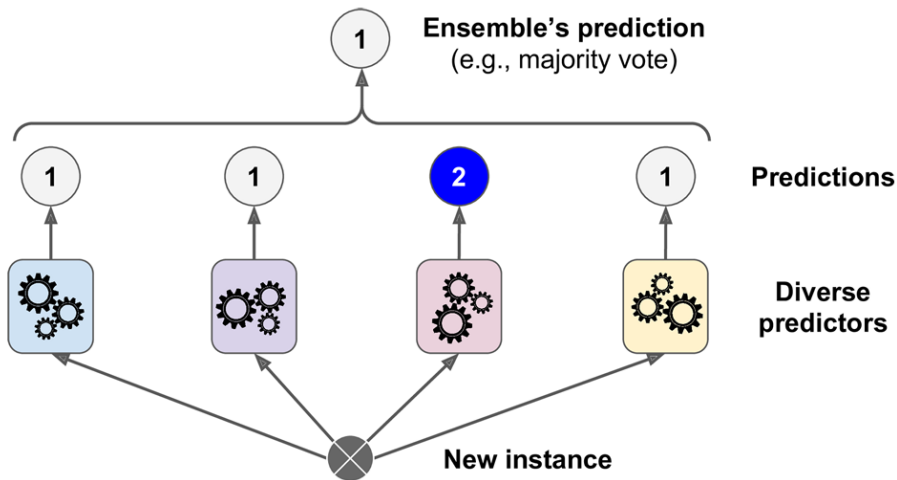 1
Ensemble’s prediction
(e.g., majority vote)
1 1 2 1 Predictions
Diverse
predictors
New instance